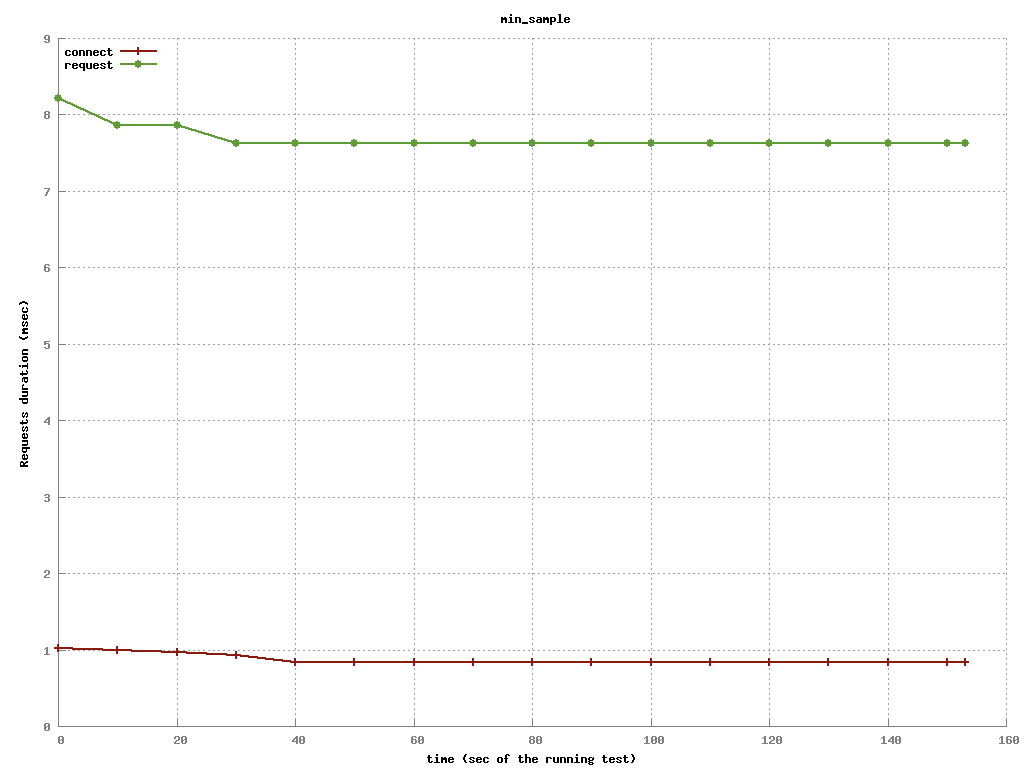 min_sample
connect
request
9
8
7
6
5
4
3
2
1
0
Requests duration (msec)
0 20 40 60 80 100 120 140 160
time (sec of the running test)